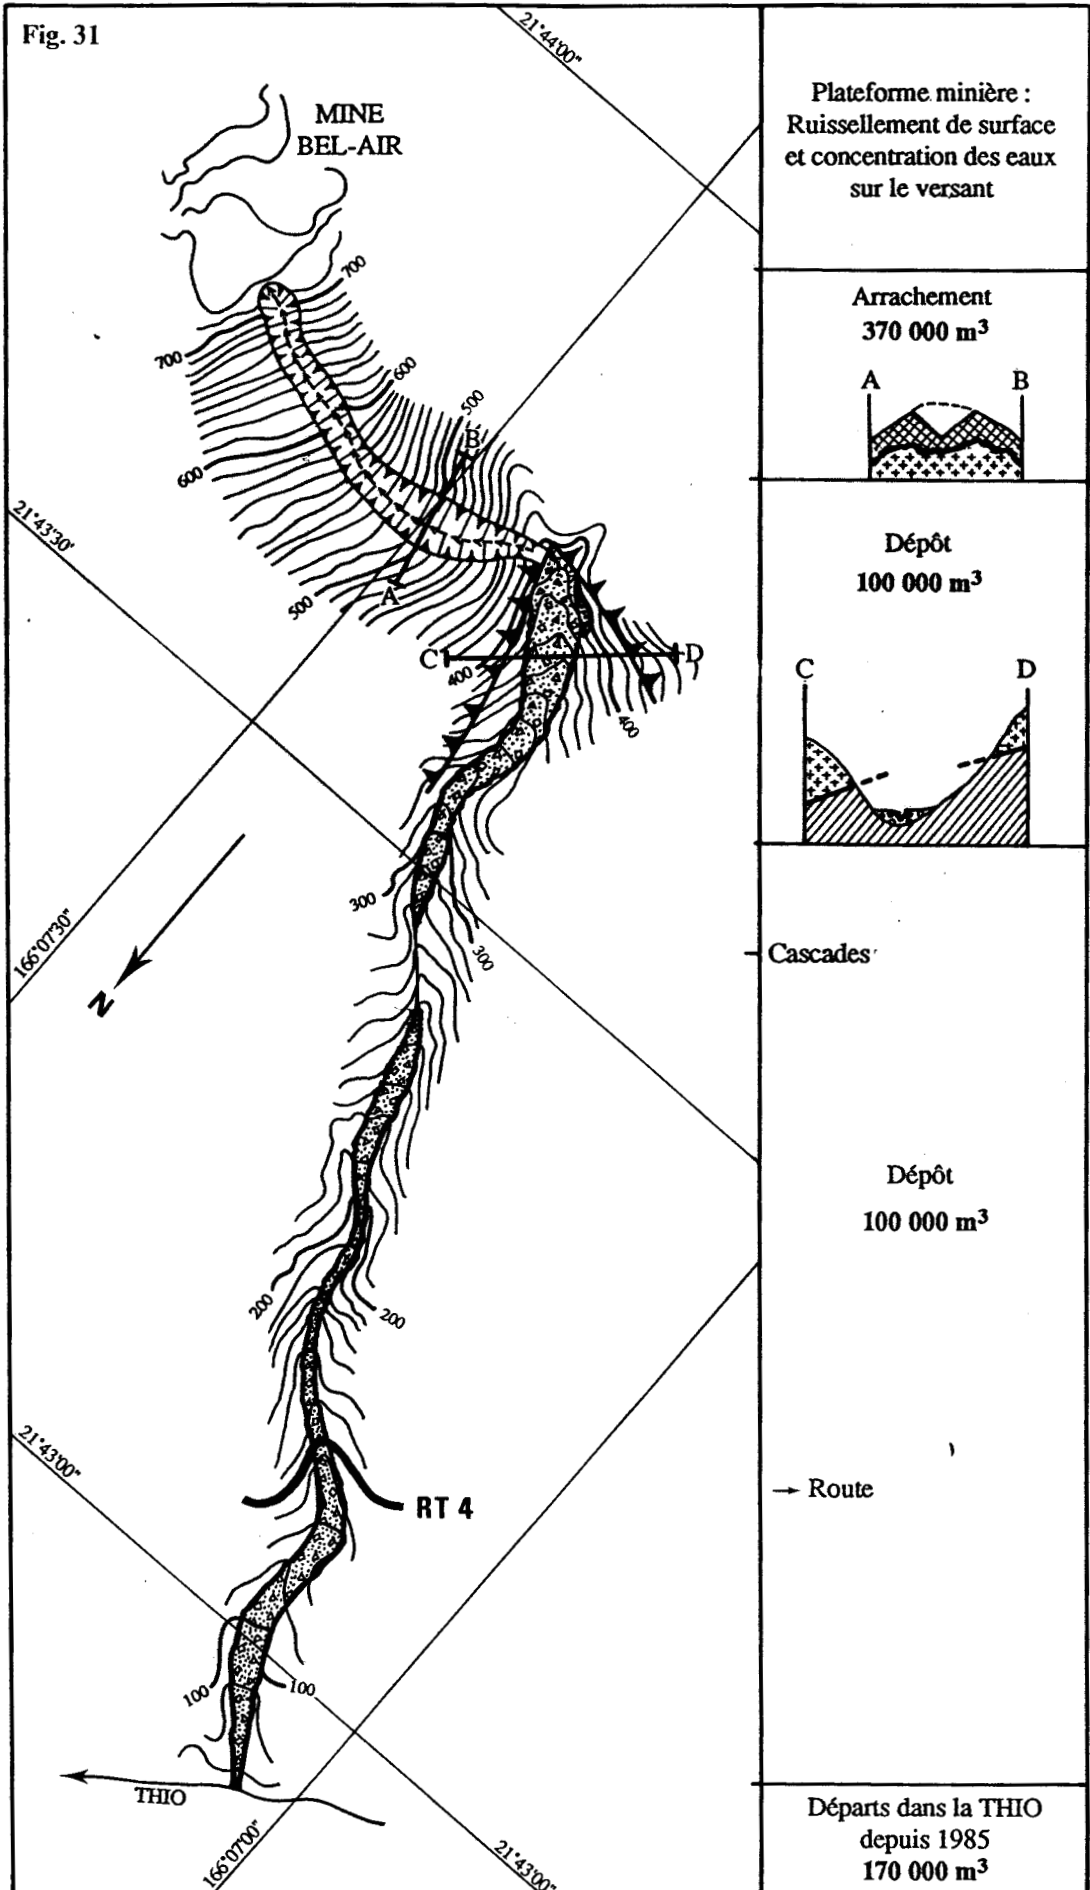 Fig. 31
21°44'00"
MINE
BEL-AIR
700
700
600
600
500
B
21°43'30"
A
500
C
D
400
400
300
300
166°07'30"
N
200
200
RT 4
21°43'00"
100
100
THIO
166°07'00"
21°43'00"
Plateforme minière :
Ruissellement de surface
et concentration des eaux
sur le versant
Arrachement
370 000 m³
A B
Dépôt
100 000 m³
C D
Cascades
Dépôt
100 000 m³
→ Route
Départs dans la THIO
depuis 1985
170 000 m³